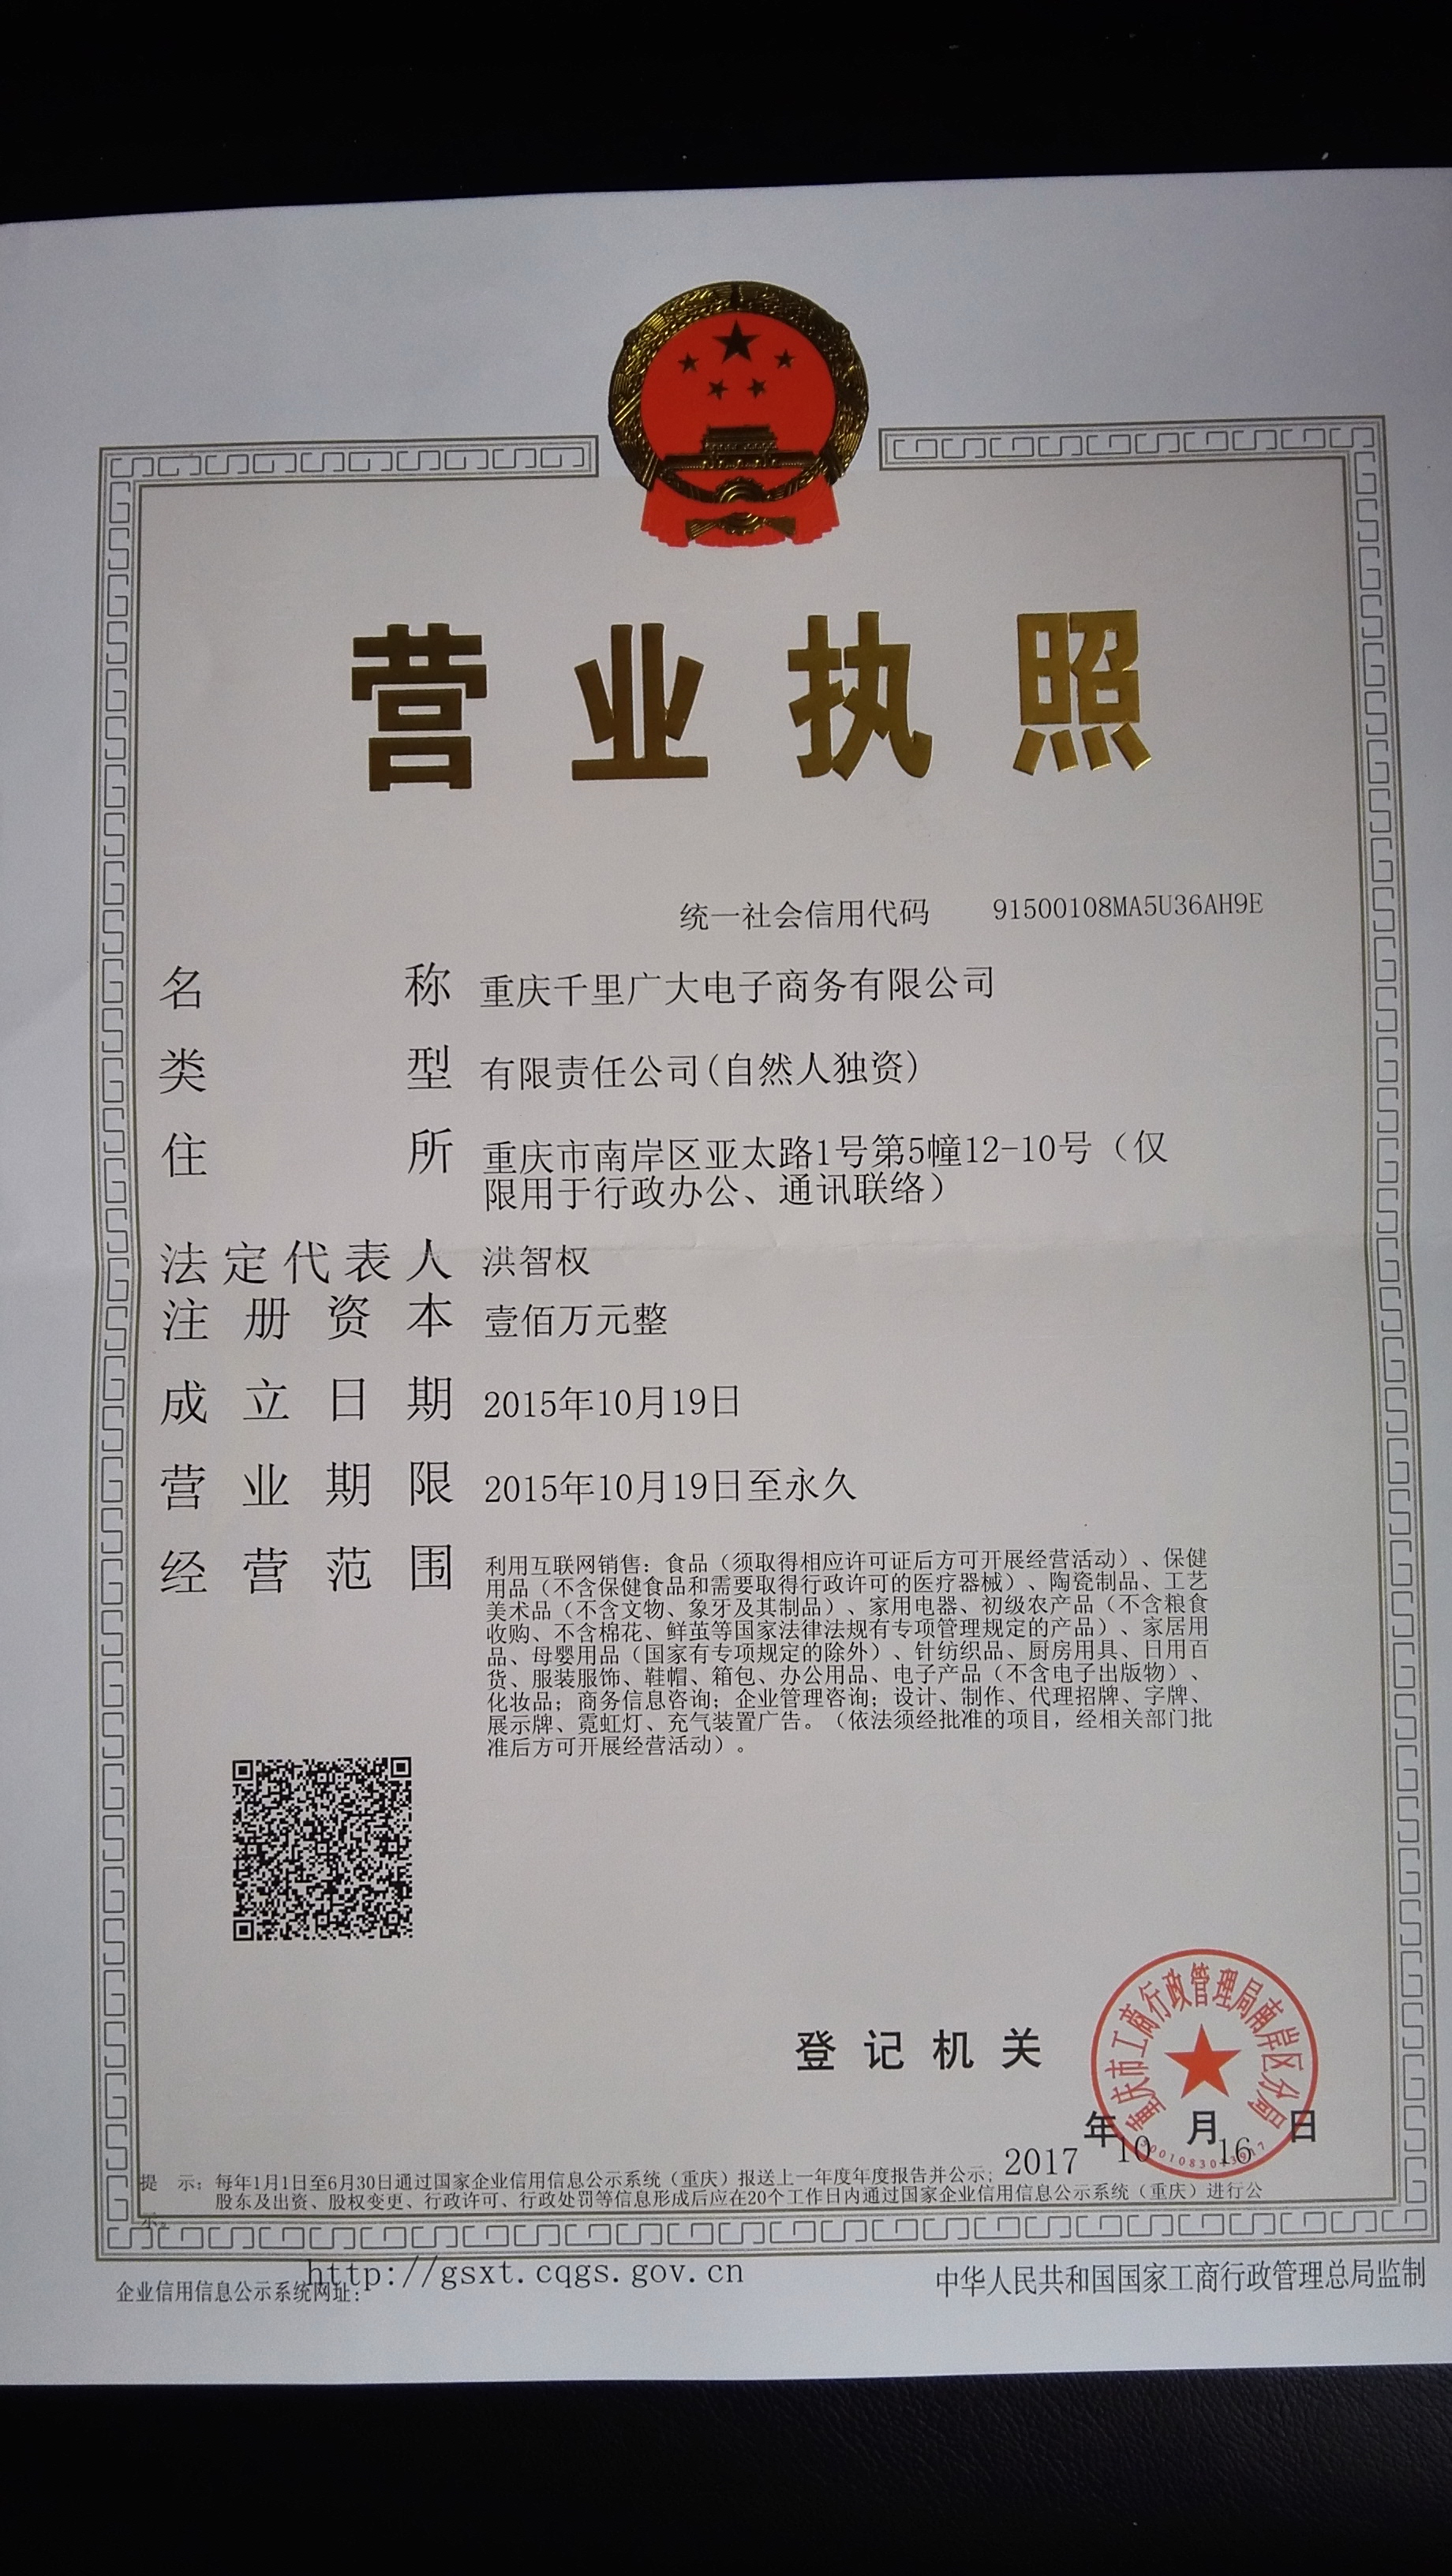 营业执照
统一社会信用代码 91500108MA5U36AH9E
名称 重庆千里广大电子商务有限公司
类型 有限责任公司(自然人独资)
住所 重庆市南岸区亚太路1号第5幢12-10号（仅
限用于行政办公、通讯联络）
法定代表人 洪智权
注册资本 壹佰万元整
成立日期 2015年10月19日
营业期限 2015年10月19日至永久
经营范围 利用互联网销售：食品（须取得相应许可证后方可开展经营活动）、保健
用品（不含保健食品和需要取得行政许可的医疗器械）、陶瓷制品、工艺
美术品（不含文物、象牙及其制品）、家用电器、初级农产品（不含粮食
收购、不含棉花、鲜茧等国家法律法规有专项管理规定的产品）、家居用
品、母婴用品（国家有专项规定的除外）、针纺织品、厨房用具、日用百
货、服装服饰、鞋帽、箱包、办公用品、电子产品（不含电子出版物）、
化妆品；商务信息咨询；企业管理咨询；设计、制作、代理招牌、字牌、
展示牌、霓虹灯、充气装置广告。（依法须经批准的项目，经相关部门批
准后方可开展经营活动）。
登记机关
重庆市工商行政管理局南岸区分局
2017年10月16日
提示：每年1月1日至6月30日通过国家企业信用信息公示系统（重庆）报送上一年度年度报告并公示;
股东及出资、股权变更、行政许可、行政处罚等信息形成后应在20个工作日内通过国家企业信用信息公示系统（重庆）进行公
示。
企业信用信息公示系统网址：http://gsxt.cqgs.gov.cn
中华人民共和国国家工商行政管理总局监制